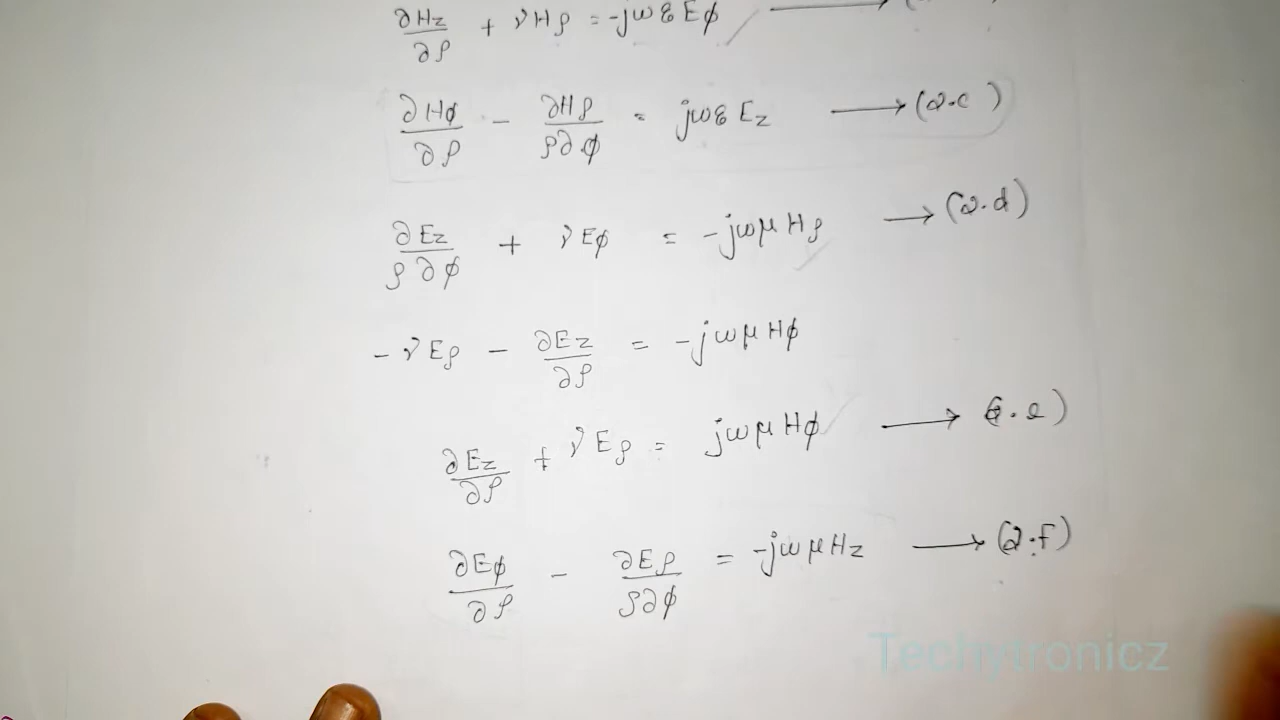 ∂Hz/∂ρ + γHρ = -jωε Eϕ ⟶ (
∂Hϕ/∂ρ - ∂Hρ/ρ∂ϕ = jωε Ez ⟶ (2.c)
∂Ez/ρ∂ϕ + γEϕ = -jωμ Hρ ⟶ (2.d)
- γEρ - ∂Ez/∂ρ = -jωμ Hϕ
∂Ez/∂ρ + γEρ = jωμ Hϕ ⟶ (2.e)
∂Eϕ/∂ρ - ∂Eρ/ρ∂ϕ = -jωμ Hz ⟶ (2.f)
Techytronicz